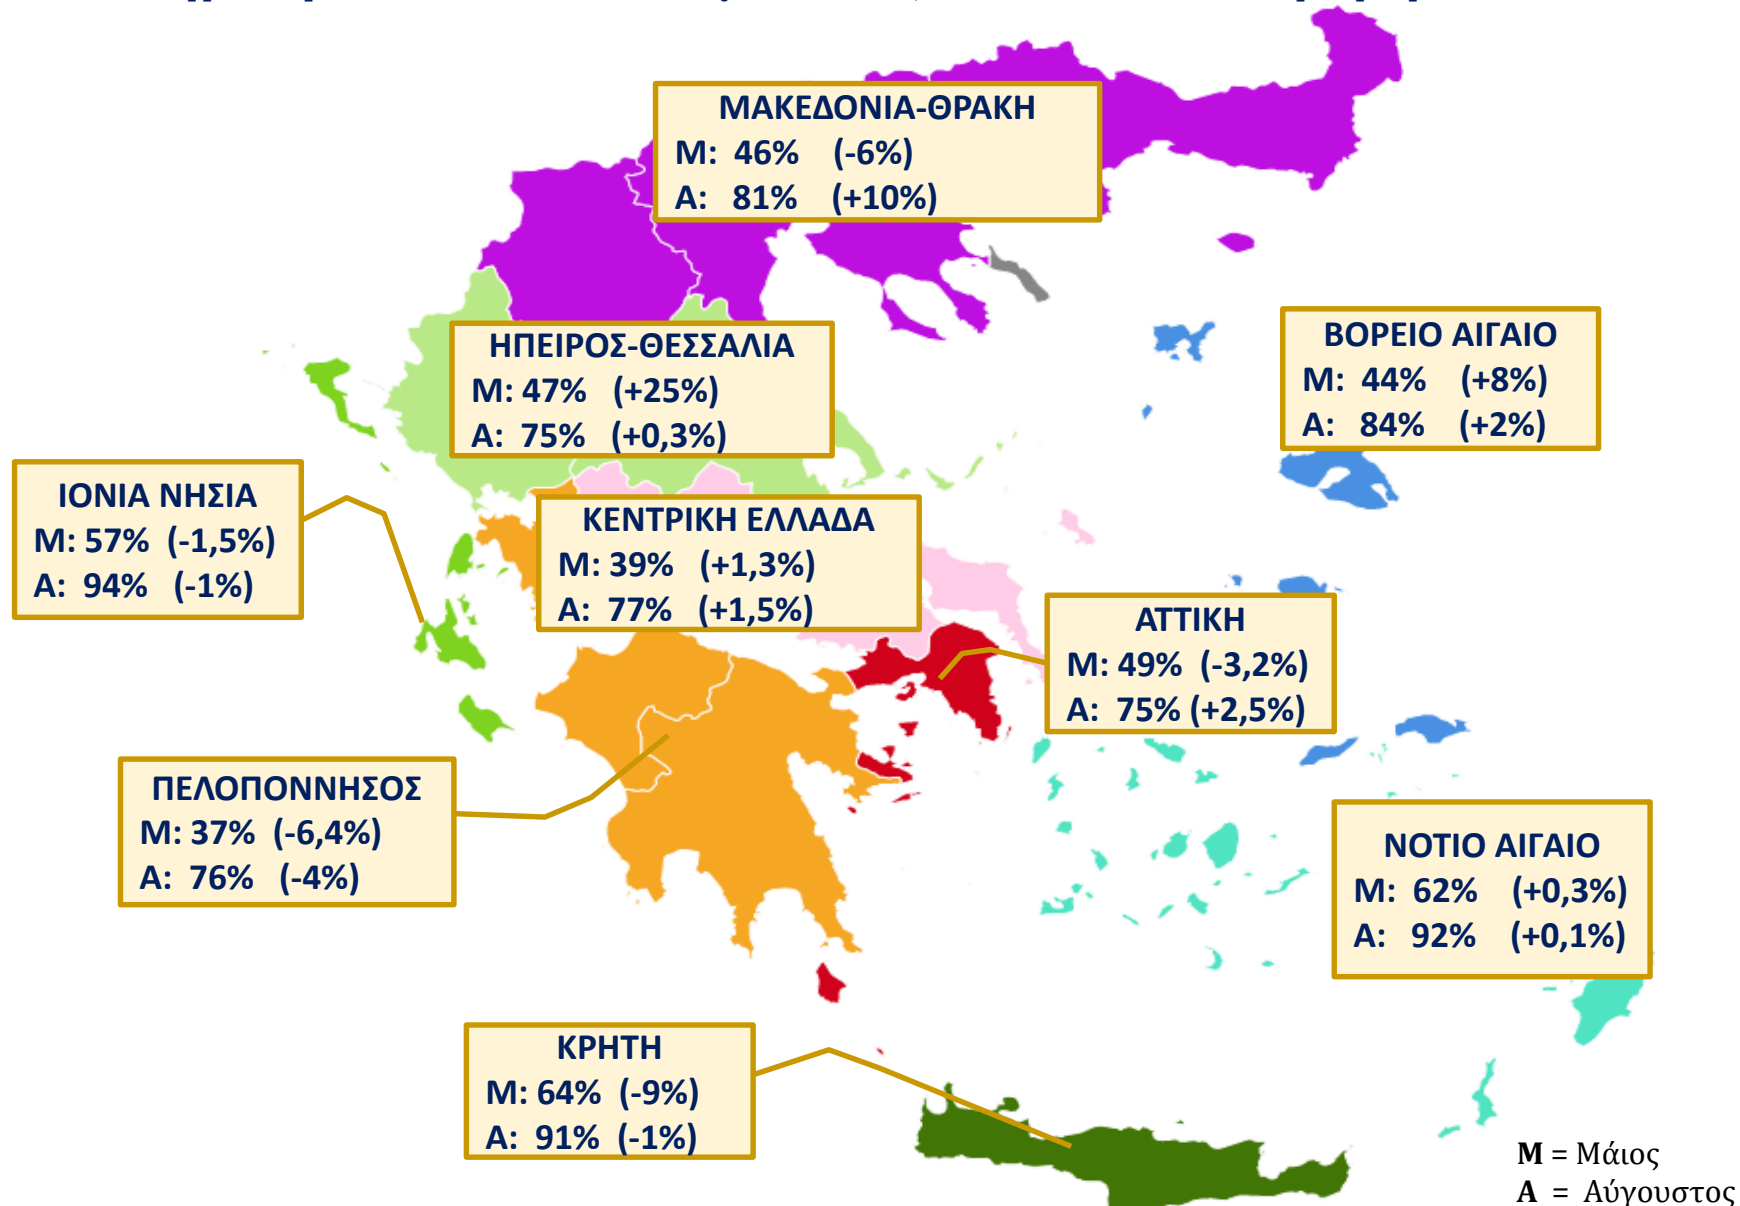 ΜΑΚΕΔΟΝΙΑ-ΘΡΑΚΗ
Μ: 46% (-6%)
Α: 81% (+10%)
ΗΠΕΙΡΟΣ-ΘΕΣΣΑΛΙΑ
Μ: 47% (+25%)
Α: 75% (+0,3%)
ΒΟΡΕΙΟ ΑΙΓΑΙΟ
Μ: 44% (+8%)
Α: 84% (+2%)
ΙΟΝΙΑ ΝΗΣΙΑ
Μ: 57% (-1,5%)
Α: 94% (-1%)
ΚΕΝΤΡΙΚΗ ΕΛΛΑΔΑ
Μ: 39% (+1,3%)
Α: 77% (+1,5%)
ΑΤΤΙΚΗ
Μ: 49% (-3,2%)
Α: 75% (+2,5%)
ΠΕΛΟΠΟΝΝΗΣΟΣ
Μ: 37% (-6,4%)
Α: 76% (-4%)
ΝΟΤΙΟ ΑΙΓΑΙΟ
Μ: 62% (+0,3%)
Α: 92% (+0,1%)
ΚΡΗΤΗ
Μ: 64% (-9%)
Α: 91% (-1%)
Μ = Μάιος
Α = Αύγουστος